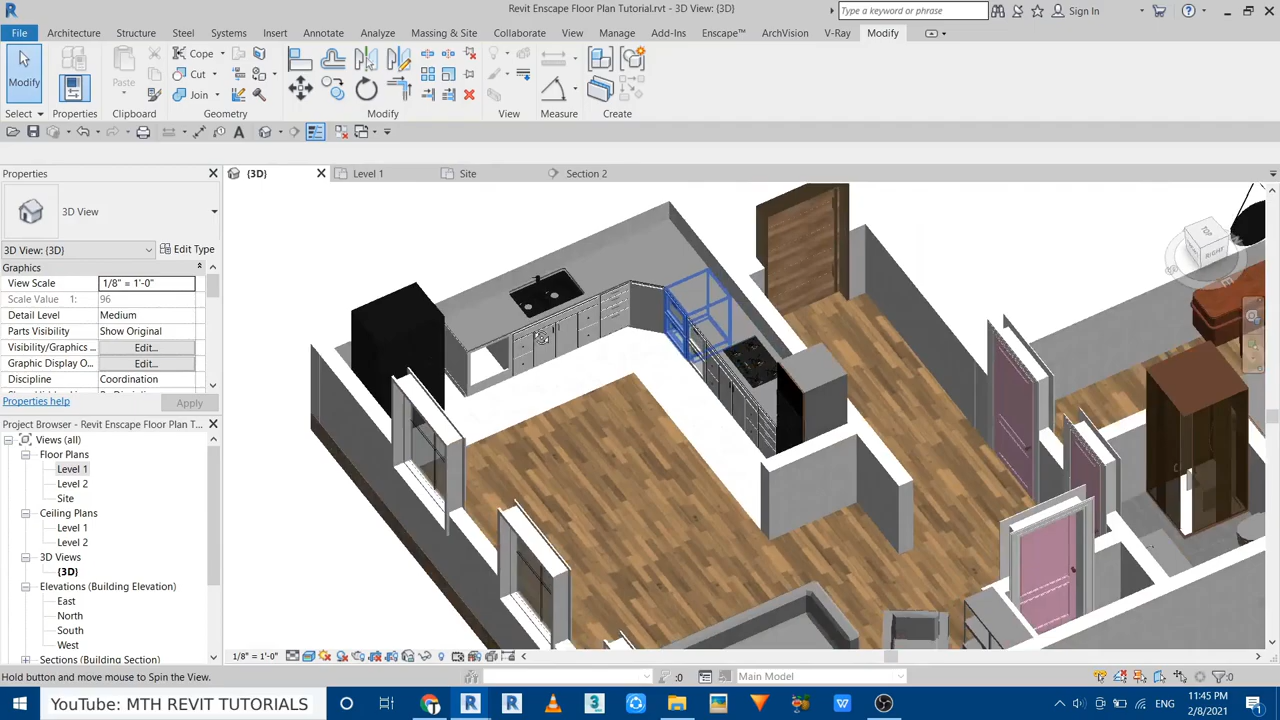 Revit Enscape Floor Plan Tutorial.rvt - 3D View: {3D}
Type a keyword or phrase
Sign In
File
Architecture
Structure
Steel
Systems
Insert
Annotate
Analyze
Massing & Site
Collaborate
View
Manage
Add-Ins
Enscape™
ArchVision
V-Ray
Modify
Modify
Paste
Cope
Cut
Join
Select
Properties
Clipboard
Geometry
Modify
View
Measure
Create
Properties
{3D}
Level 1
Site
Section 2
3D View
3D View: {3D}
Edit Type
Graphics
View Scale
1/8" = 1'-0"
Scale Value 1:
96
Detail Level
Medium
Parts Visibility
Show Original
Visibility/Graphics ...
Edit...
Graphic Display O...
Edit...
Discipline
Coordination
Properties help
Apply
Project Browser - Revit Enscape Floor Plan T...
Views (all)
Floor Plans
Level 1
Level 2
Site
Ceiling Plans
Level 1
Level 2
3D Views
{3D}
Elevations (Building Elevation)
East
North
South
West
Sections (Building Section)
TOP
RIGHT
1/8" = 1'-0"
Hold button and move mouse to Spin the View.
:0
Main Model
:0
YouTube: MTH REVIT TUTORIALS
ENG
11:45 PM
2/8/2021